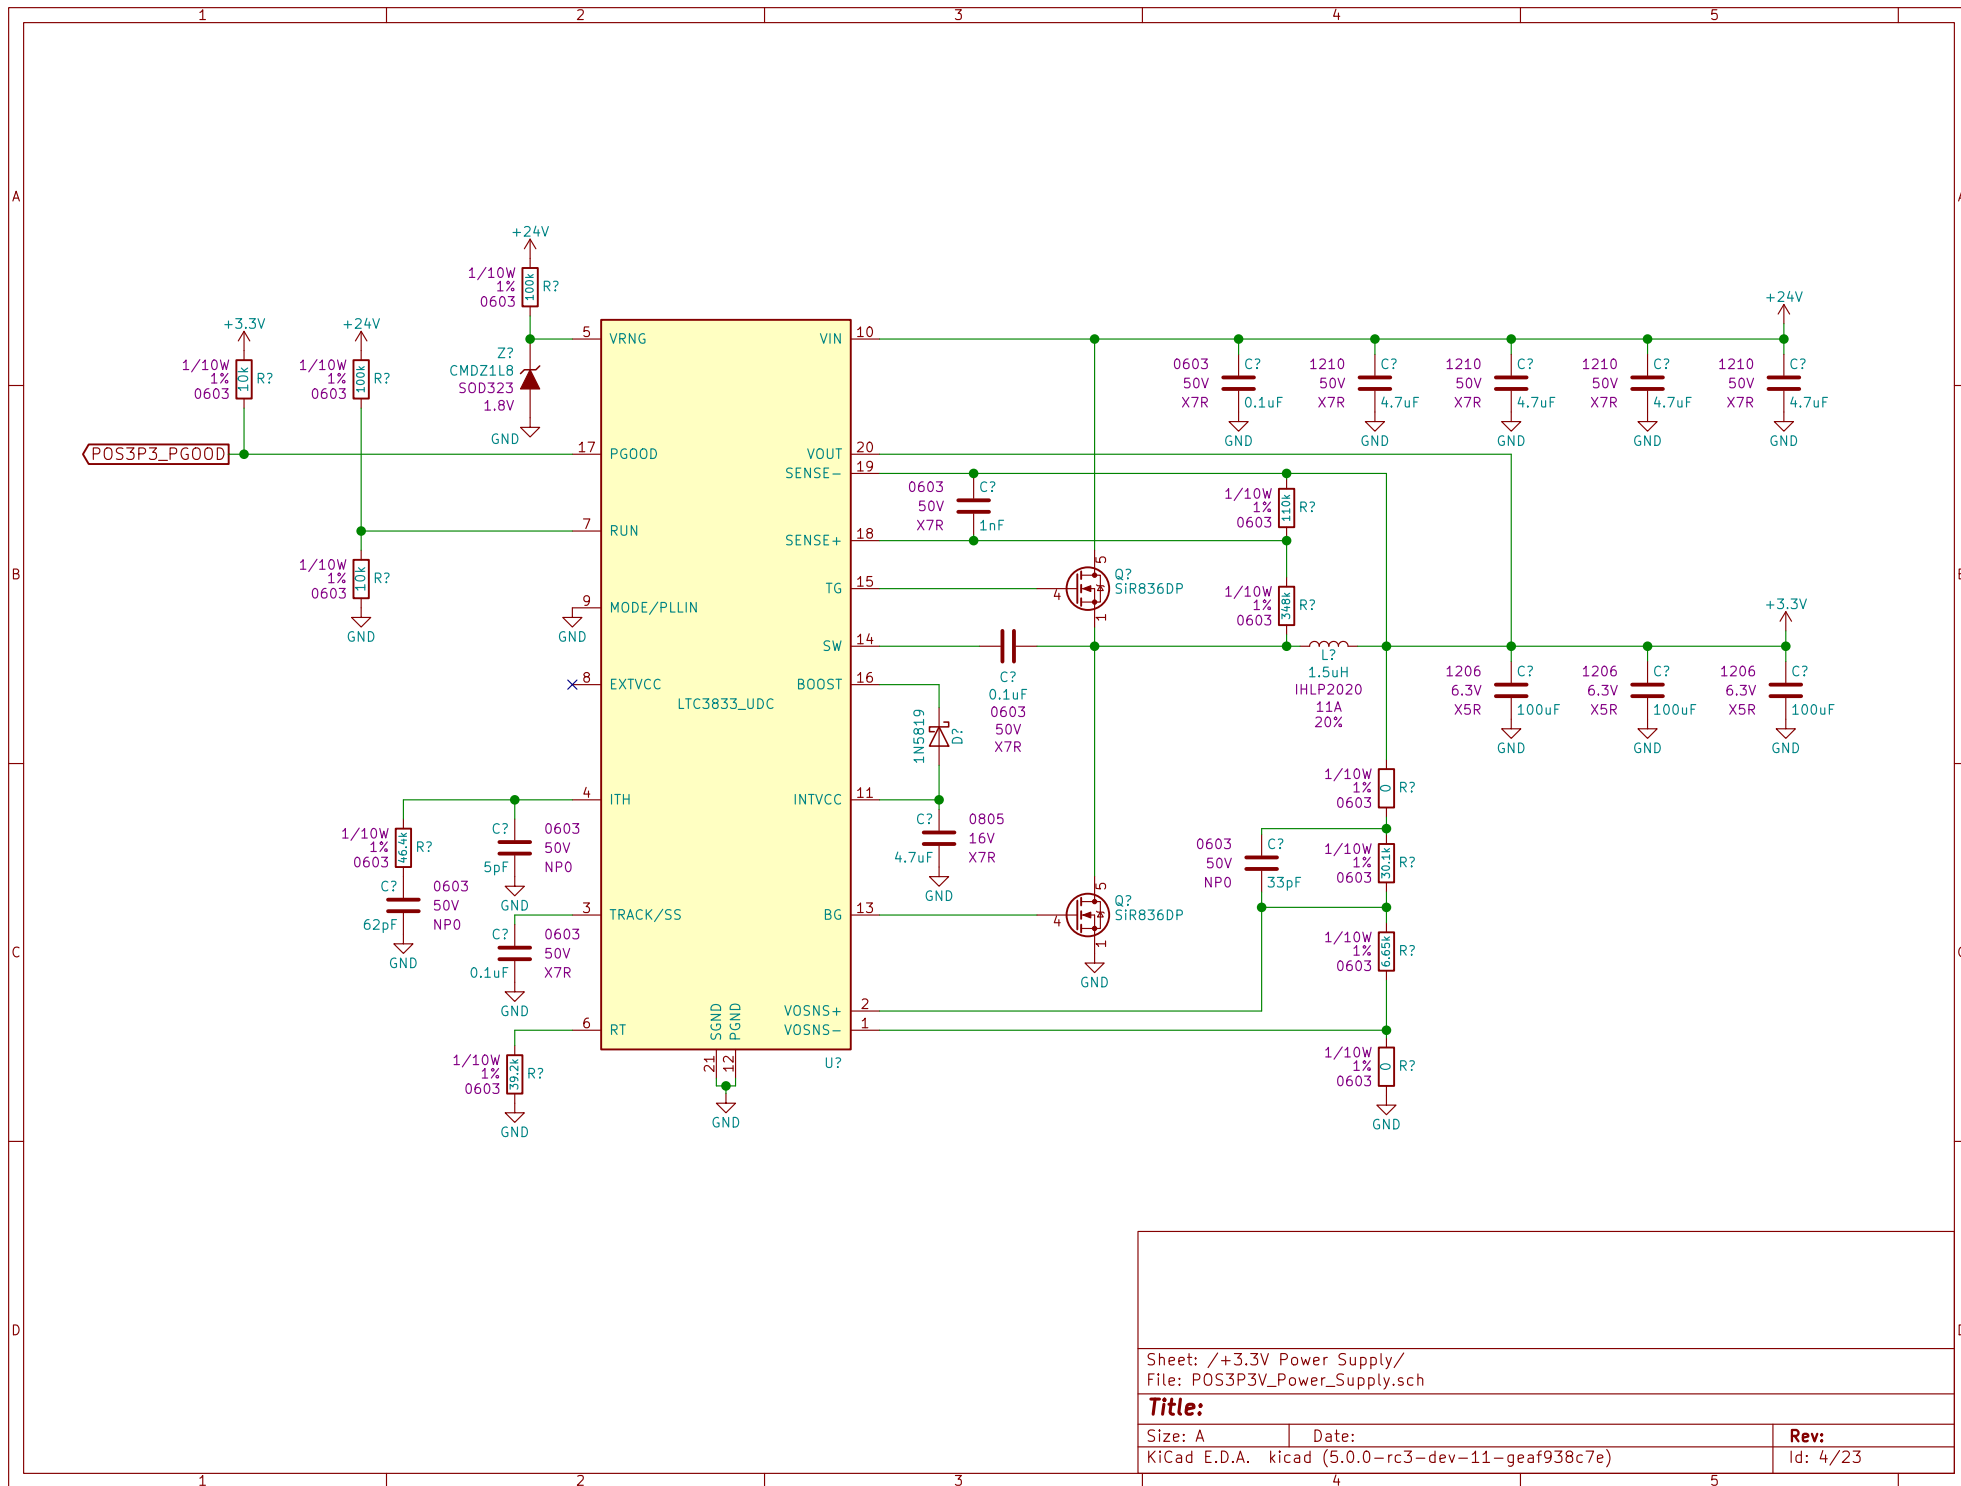 1 2 3 4 5
A
B
C
D
+24V
1/10W
1%
0603
100k
R?
+3.3V
1/10W
1%
0603
10k
R?
+24V
1/10W
1%
0603
100k
R?
Z?
CMDZ1L8
SOD323
1.8V
GND
POS3P3_PGOOD
1/10W
1%
0603
10k
R?
GND
GND
5 VRNG
17 PGOOD
7 RUN
9 MODE/PLLIN
8 EXTVCC
4 ITH
3 TRACK/SS
6 RT
LTC3833_UDC
VIN 10
VOUT 20
SENSE- 19
SENSE+ 18
TG 15
SW 14
BOOST 16
INTVCC 11
BG 13
VOSNS+ 2
VOSNS- 1
SGND 21
PGND 12
U?
GND
1/10W
1%
0603
46.4k
R?
C?
62pF
0603
50V
NP0
GND
C?
5pF
0603
50V
NP0
GND
C?
0.1uF
0603
50V
X7R
GND
1/10W
1%
0603
39.2k
R?
GND
+24V
0603
50V
X7R
C?
0.1uF
GND
1210
50V
X7R
C?
4.7uF
GND
1210
50V
X7R
C?
4.7uF
GND
1210
50V
X7R
C?
4.7uF
GND
1210
50V
X7R
C?
4.7uF
GND
0603
50V
X7R
C?
1nF
1/10W
1%
0603
110k
R?
1/10W
1%
0603
348k
R?
Q?
SiR836DP
5
4
1
C?
0.1uF
0603
50V
X7R
L?
1.5uH
IHLP2020
11A
20%
+3.3V
1206
6.3V
X5R
C?
100uF
GND
1206
6.3V
X5R
C?
100uF
GND
1206
6.3V
X5R
C?
100uF
GND
1N5819
D?
C?
4.7uF
0805
16V
X7R
GND
Q?
SiR836DP
5
4
1
GND
1/10W
1%
0603
0
R?
0603
50V
NP0
C?
33pF
1/10W
1%
0603
30.1k
R?
1/10W
1%
0603
6.65k
R?
1/10W
1%
0603
0
R?
GND
Sheet: /+3.3V Power Supply/
File: POS3P3V_Power_Supply.sch
Title:
Size: A Date: Rev:
KiCad E.D.A. kicad (5.0.0-rc3-dev-11-geaf938c7e) Id: 4/23
1 2 3 4 5